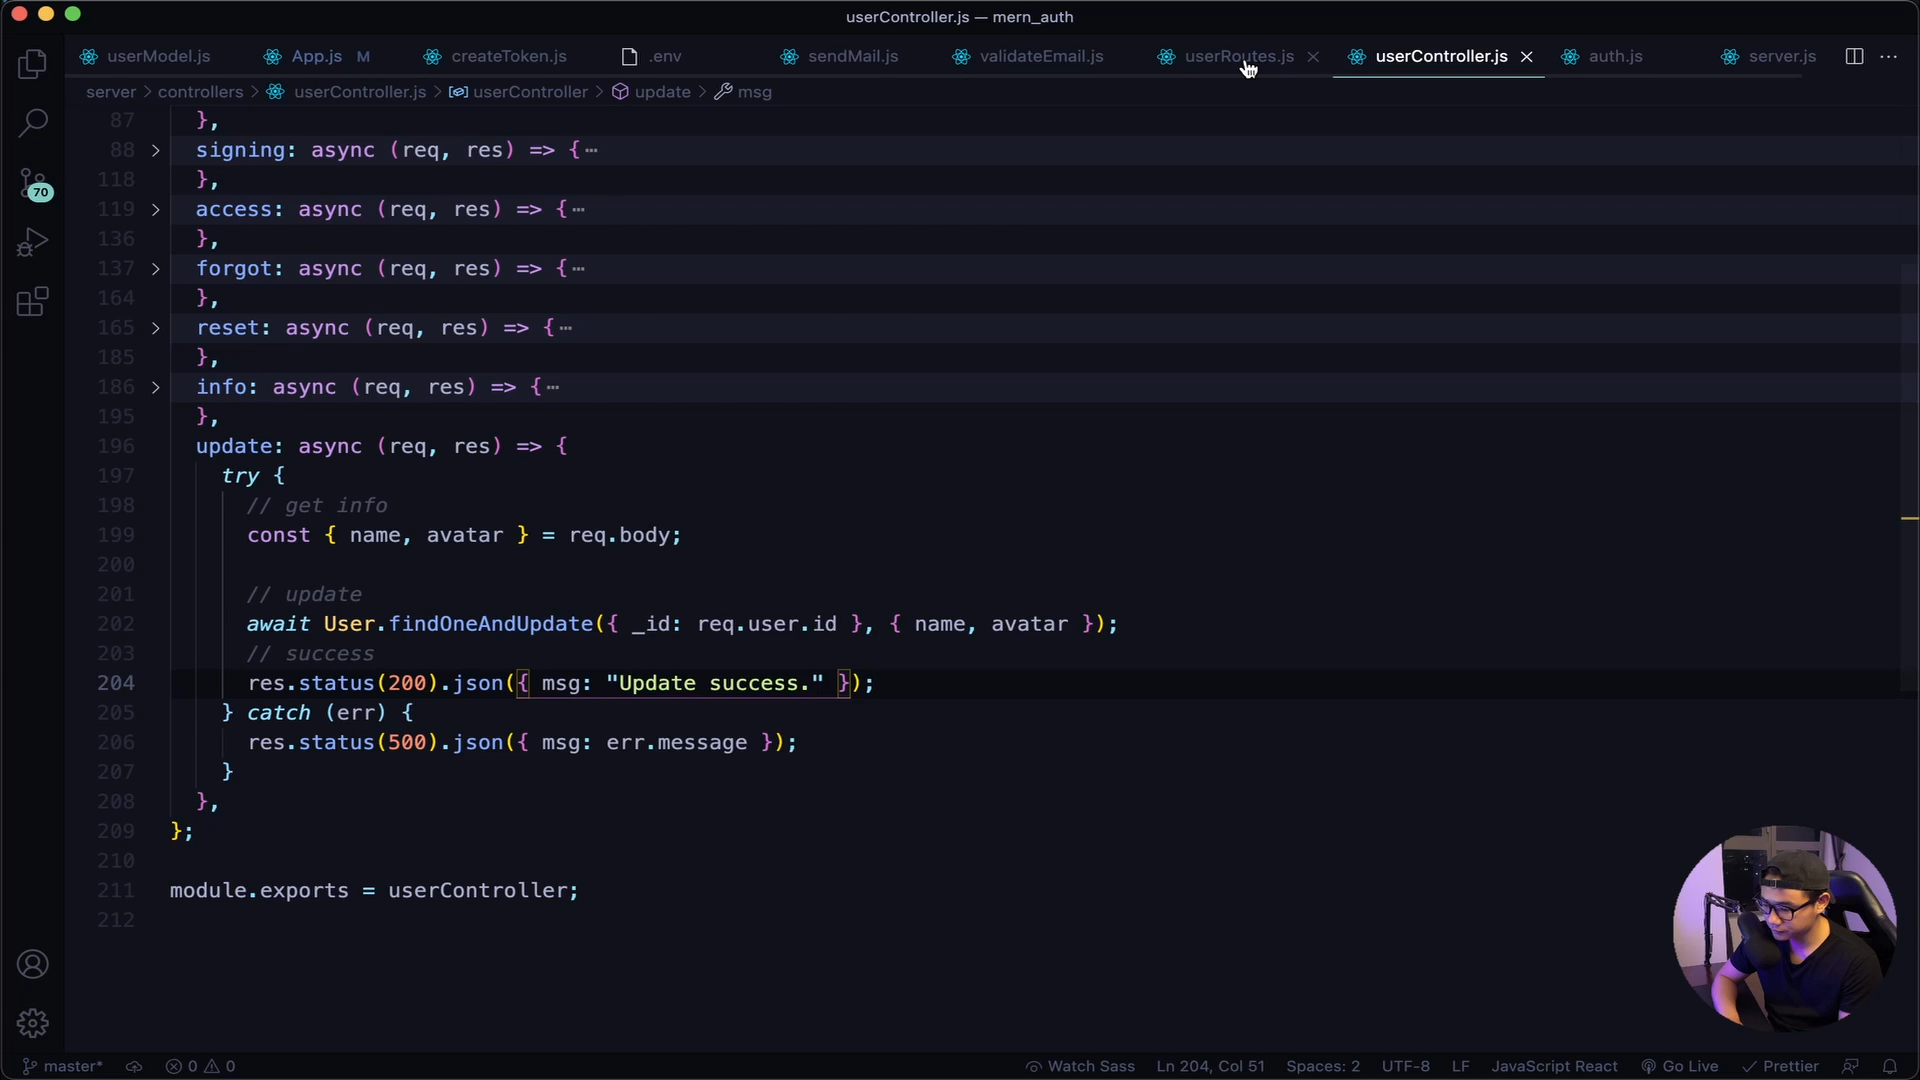 userController.js — mern_auth
userModel.js App.js M createToken.js .env sendMail.js validateEmail.js userRoutes.js userController.js auth.js server.js
server > controllers > userController.js > userController > update > msg
87 },
88 signing: async (req, res) => {…
118 },
119 access: async (req, res) => {…
136 },
137 forgot: async (req, res) => {…
164 },
165 reset: async (req, res) => {…
185 },
186 info: async (req, res) => {…
195 },
196 update: async (req, res) => {
197 try {
198 // get info
199 const { name, avatar } = req.body;
200
201 // update
202 await User.findOneAndUpdate({ _id: req.user.id }, { name, avatar });
203 // success
204 res.status(200).json({ msg: "Update success." });
205 } catch (err) {
206 res.status(500).json({ msg: err.message });
207 }
208 },
209 };
210
211 module.exports = userController;
212
70
master* 0 0 Watch Sass Ln 204, Col 51 Spaces: 2 UTF-8 LF JavaScript React Go Live Prettier